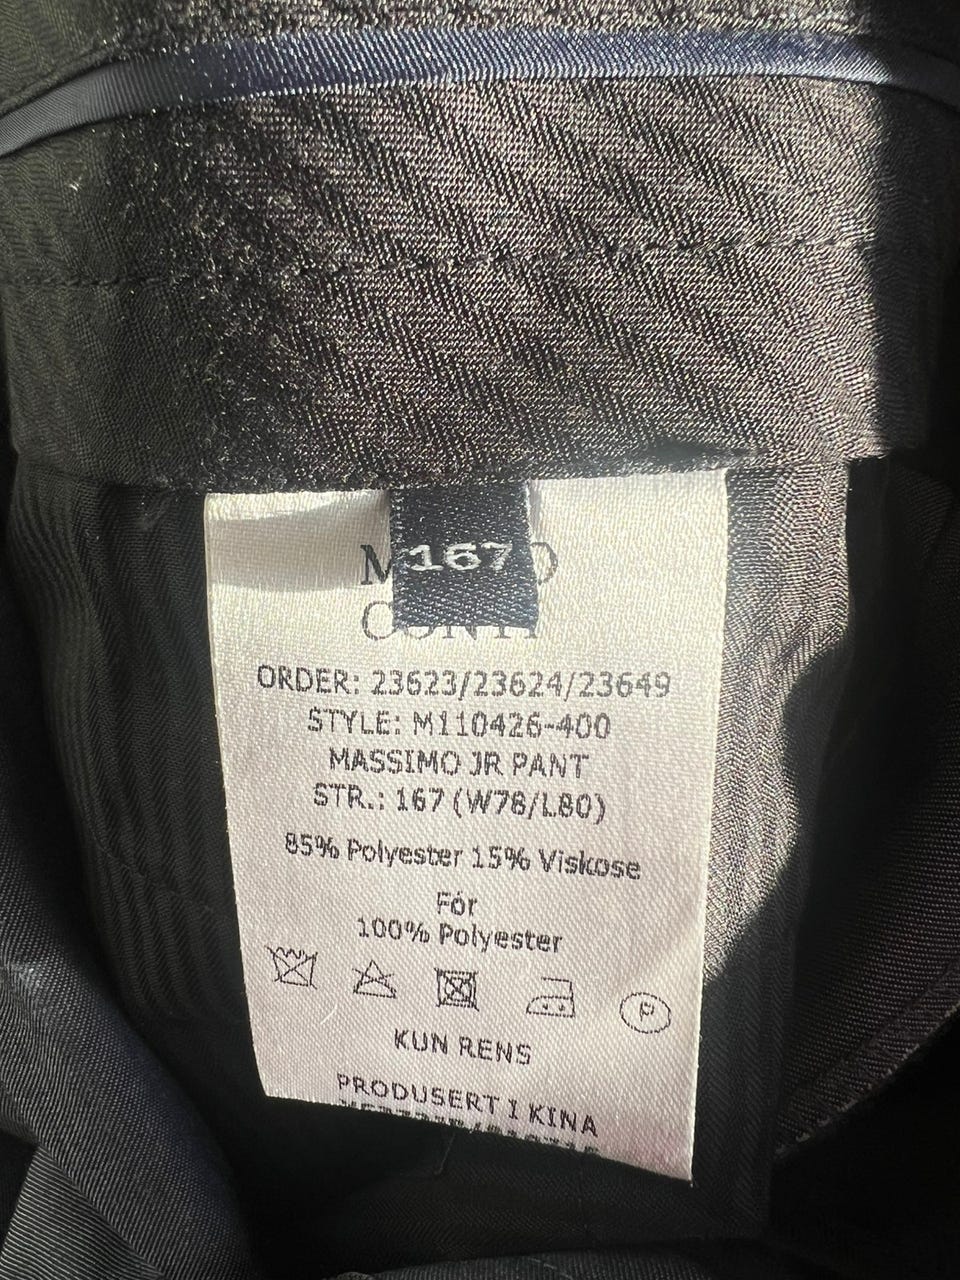 167
ORDER: 23623/23624/23649
STYLE: M110426-400
MASSIMO JR PANT
STR.: 167 (W78/L80)
85% Polyester 15% Viskose
Fór
100% Polyester
P
KUN RENS
PRODUSERT I KINA